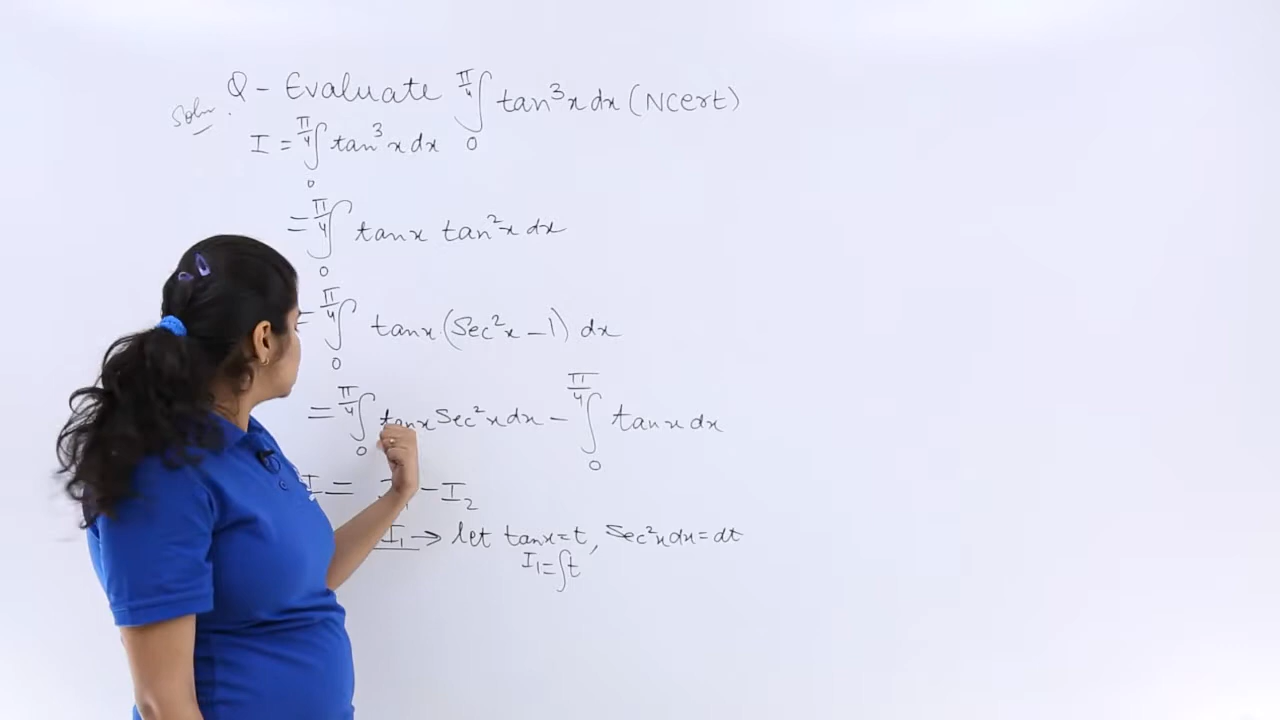 Q - Evaluate π/4∫0 tan³x dx (NCert)
Soln.
I = π/4∫0 tan³x dx
= π/4∫0 tanx tan²x dx
= π/4∫0 tanx.(Sec²x - 1) dx
= π/4∫0 tanx Sec²x dx - π/4∫0 tanx dx
I = I₁ - I₂
I₁ → let tanx = t, Sec²x dx = dt
I₁ = ∫t